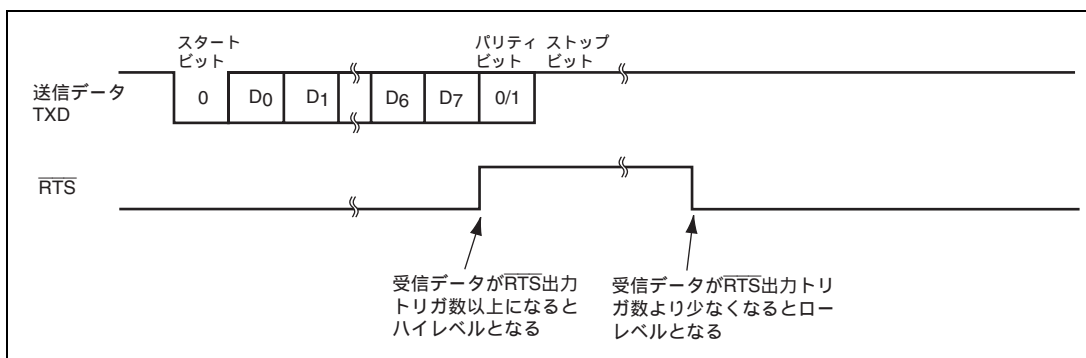 スタート
ビット
パリティ
ビット
ストップ
ビット
送信データ
TXD
0
D0
D1
D6
D7
0/1
RTS
受信データがRTS出力
トリガ数以上になると
ハイレベルとなる
受信データがRTS出力トリ
ガ数より少なくなるとロー
レベルとなる